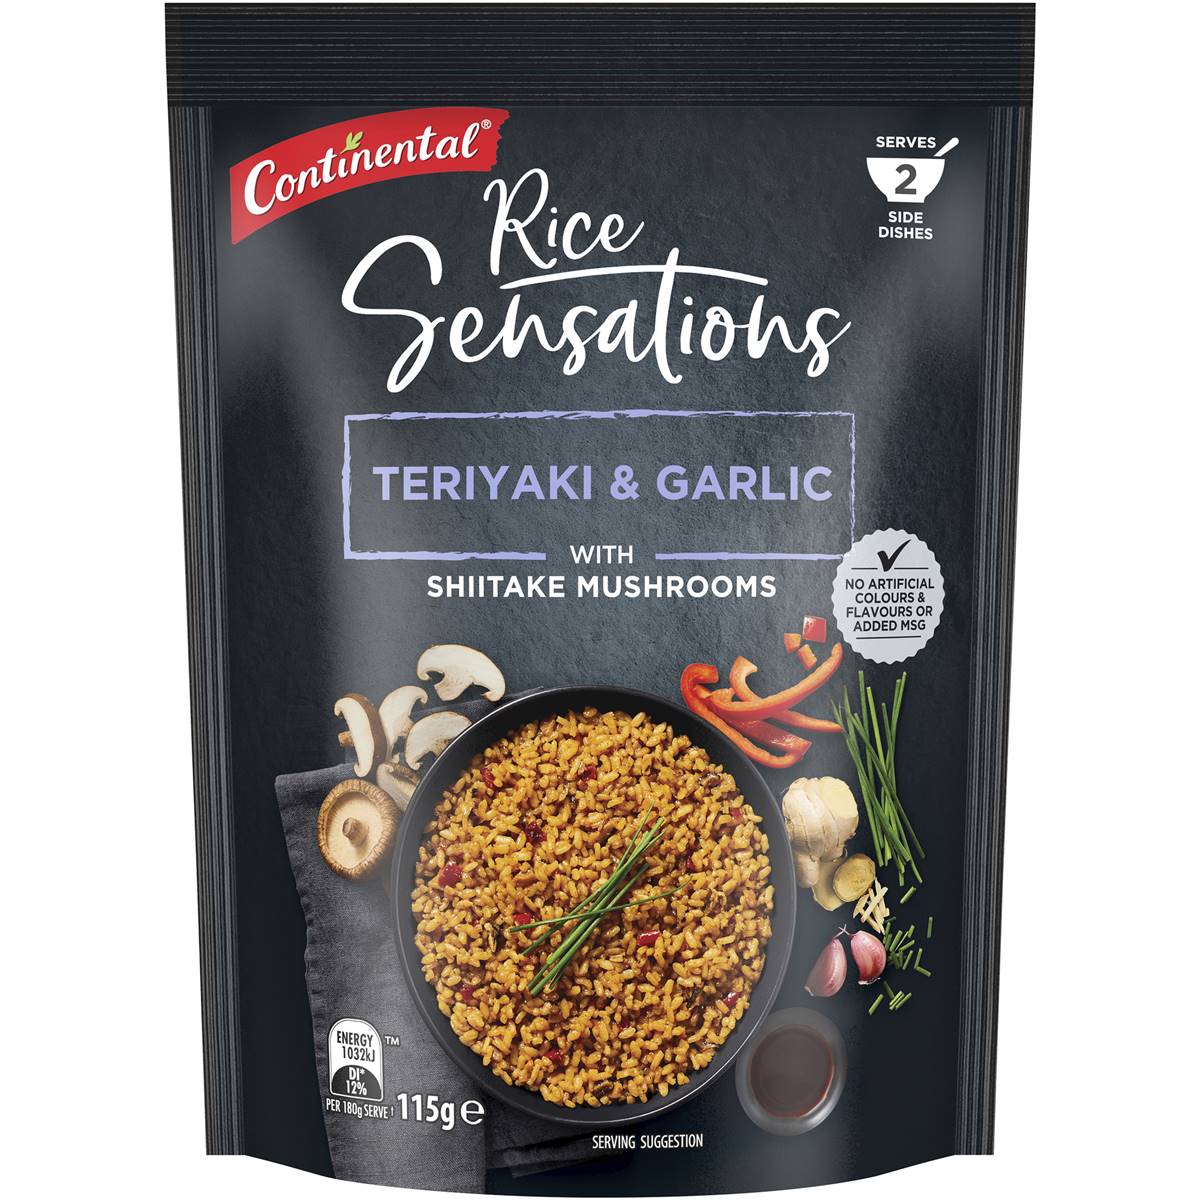 Continental®
SERVES
2
SIDE
DISHES
Rice
Sensations
TERIYAKI & GARLIC
WITH
SHIITAKE MUSHROOMS
NO ARTIFICIAL
COLOURS &
FLAVOURS OR
ADDED MSG
ENERGY
1032kJ
DI*
12%
TM
PER 180g SERVE†
115g e
SERVING SUGGESTION